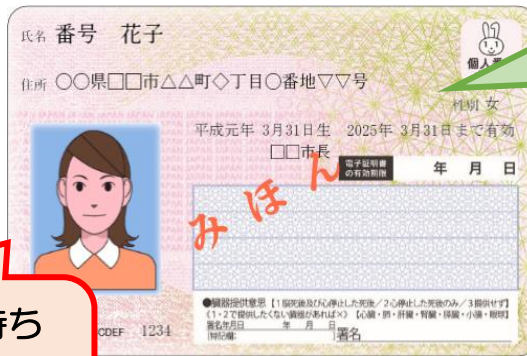 氏名 番号 花子
個人番
住所 ○○県□□市△△町◇丁目○番地▽▽号
性別 女
平成元年 3月31日生 2025年 3月31日まで有効
□□市長
電子証明書
の有効期限
年 月 日
みほん
●臓器提供意思【1 脳死後及び心停止した死後／2 心停止した死後のみ／3 提供せず】
《1・2で提供したくない臓器があれば×》【心臓・肺・肝臓・腎臓・膵臓・小腸・眼球】
署名年月日 年 月 日
[特記欄: ]署名
CDEF 1234
持ち